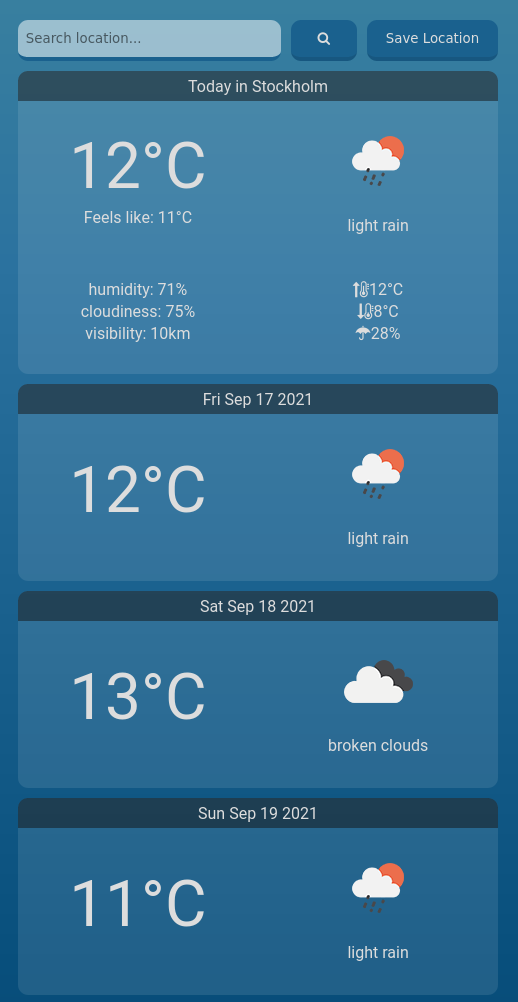 Search location...
Save Location
Today in Stockholm
12°C
Feels like: 11°C
light rain
humidity: 71%
cloudiness: 75%
visibility: 10km
12°C
8°C
28%
Fri Sep 17 2021
12°C
light rain
Sat Sep 18 2021
13°C
broken clouds
Sun Sep 19 2021
11°C
light rain